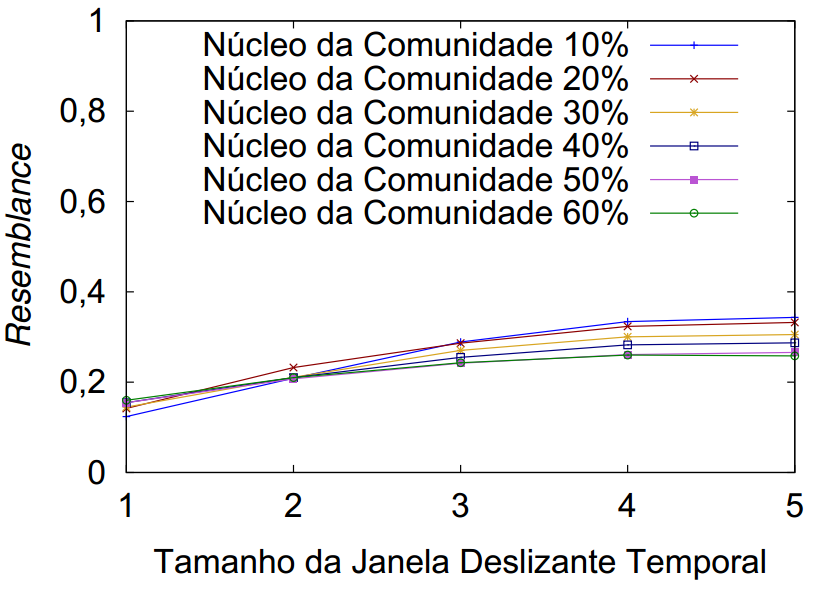 1
0,8
0,6
0,4
0,2
0
Resemblance
Núcleo da Comunidade 10%
Núcleo da Comunidade 20%
Núcleo da Comunidade 30%
Núcleo da Comunidade 40%
Núcleo da Comunidade 50%
Núcleo da Comunidade 60%
1 2 3 4 5
Tamanho da Janela Deslizante Temporal